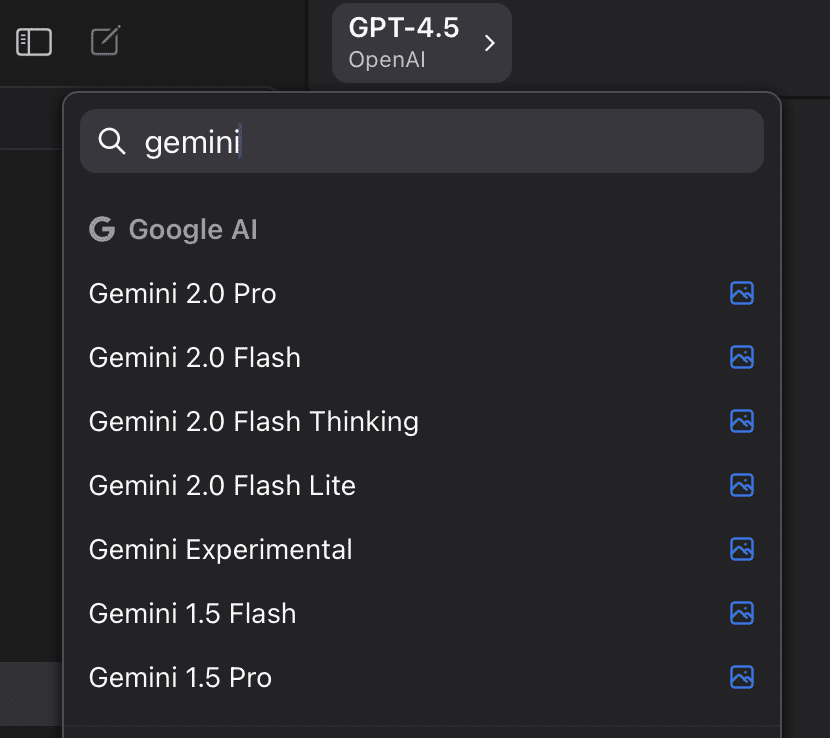 GPT-4.5
OpenAI
gemini
Google AI
Gemini 2.0 Pro
Gemini 2.0 Flash
Gemini 2.0 Flash Thinking
Gemini 2.0 Flash Lite
Gemini Experimental
Gemini 1.5 Flash
Gemini 1.5 Pro